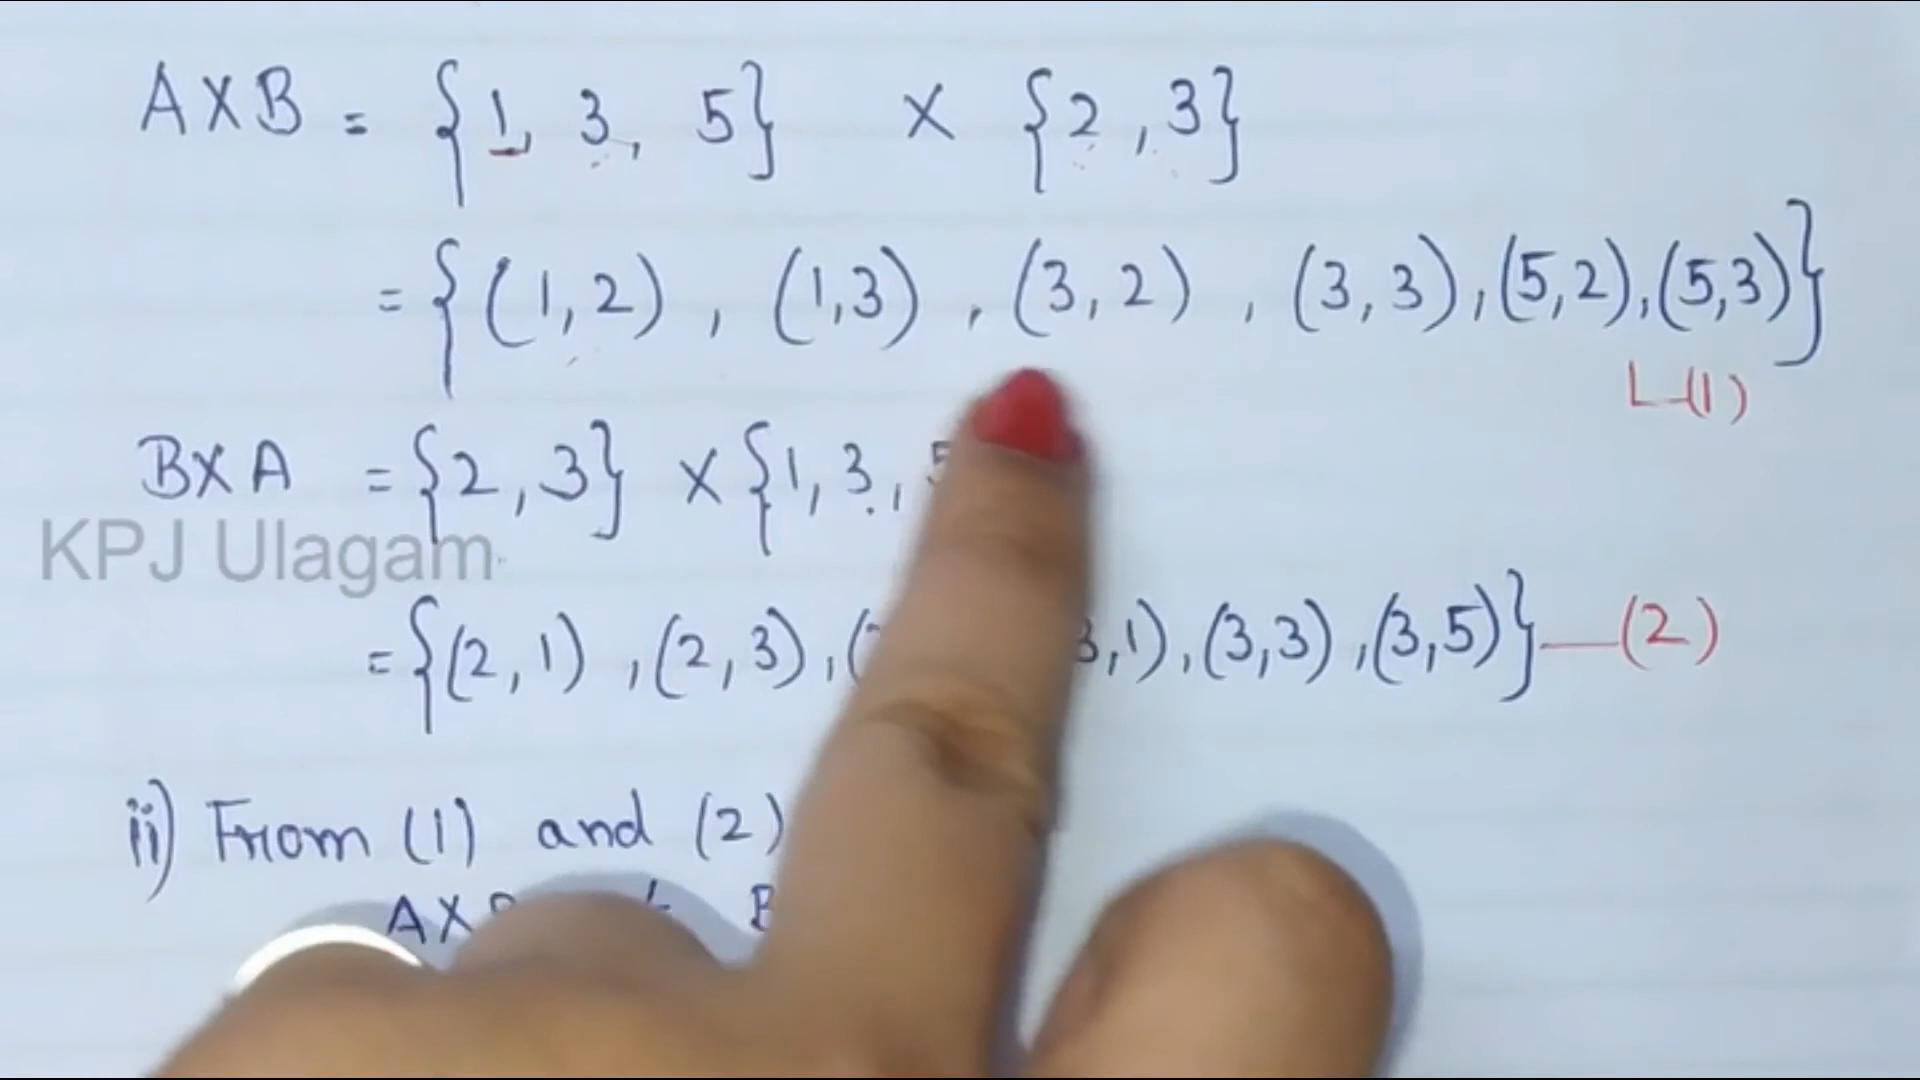 A X B = {1, 3, 5} X {2, 3}
= {(1, 2), (1,3), (3, 2), (3, 3), (5,2), (5,3)}
(1)
B X A = {2, 3} X {1, 3,
= {(2, 1), (2, 3), ( 3,1), (3,3), (3,5)} — (2)
KPJ Ulagam
ii) From (1) and (2)
A X B